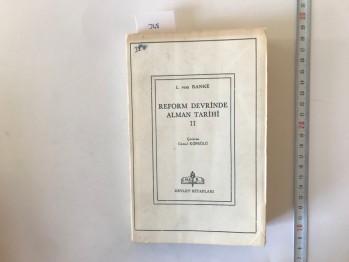 L. von RANKE
REFORM DEVRİNDE
ALMAN TARİHİ
II
Çeviren
Cemal KÖPRÜLÜ
DEVLET KİTAPLARI